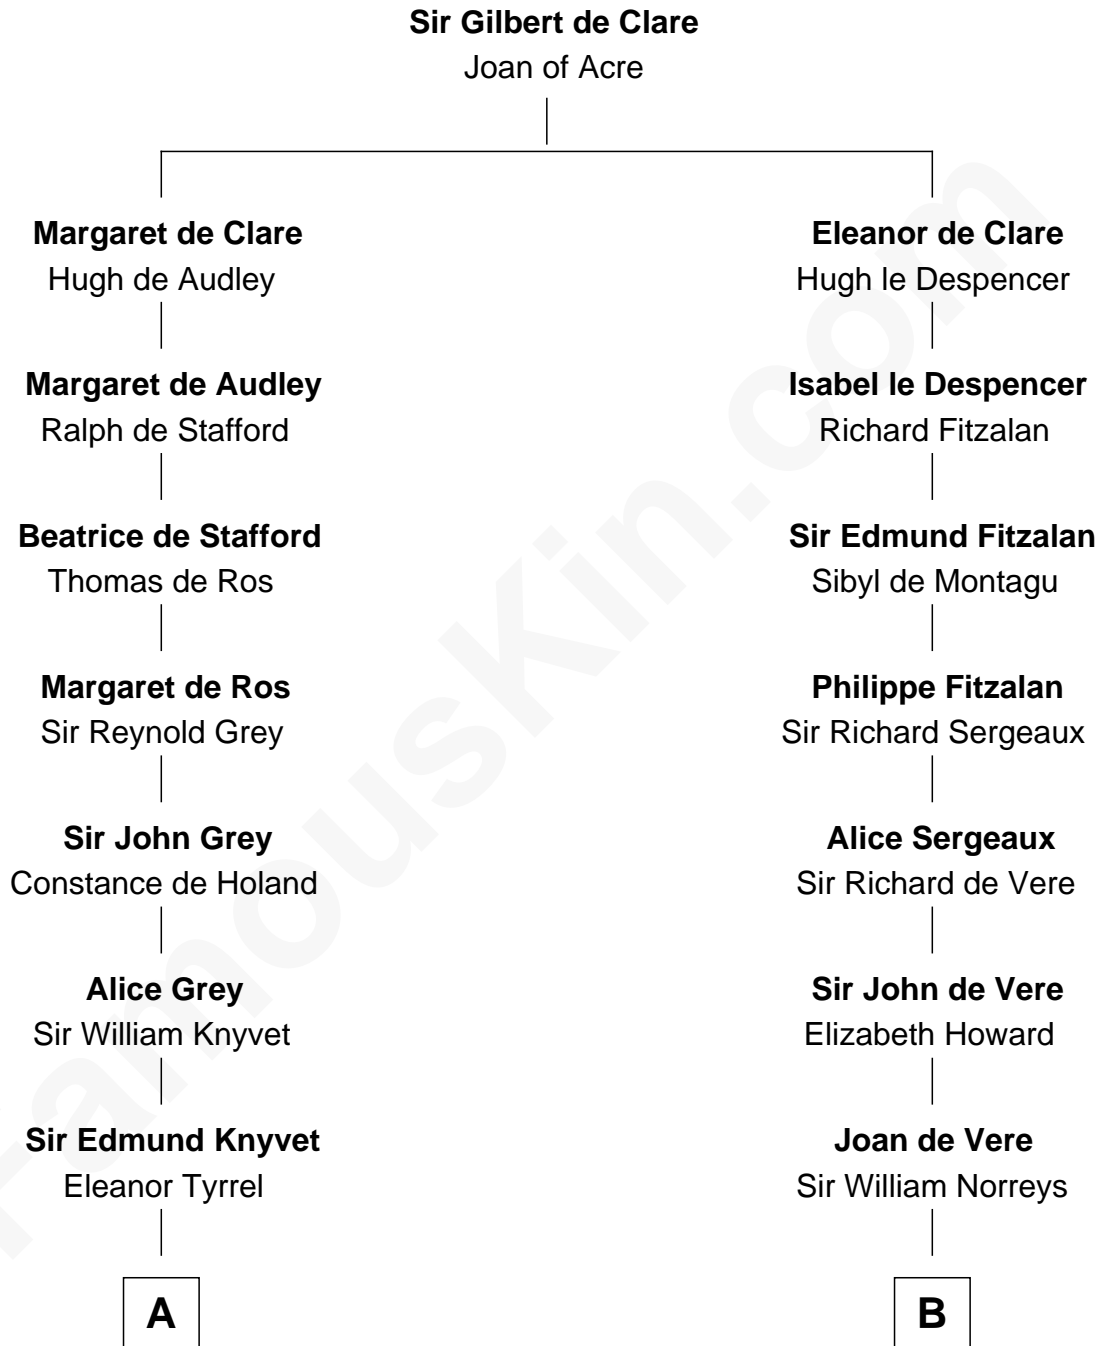 Sir Gilbert de Clare
Joan of Acre
Margaret de Clare
Hugh de Audley
Eleanor de Clare
Hugh le Despencer
Margaret de Audley
Ralph de Stafford
Isabel le Despencer
Richard Fitzalan
Beatrice de Stafford
Thomas de Ros
Sir Edmund Fitzalan
Sibyl de Montagu
Margaret de Ros
Sir Reynold Grey
Philippe Fitzalan
Sir Richard Sergeaux
Sir John Grey
Constance de Holand
Alice Sergeaux
Sir Richard de Vere
Alice Grey
Sir William Knyvet
Sir John de Vere
Elizabeth Howard
Sir Edmund Knyvet
Eleanor Tyrrel
Joan de Vere
Sir William Norreys
A
B
FamousKin.com